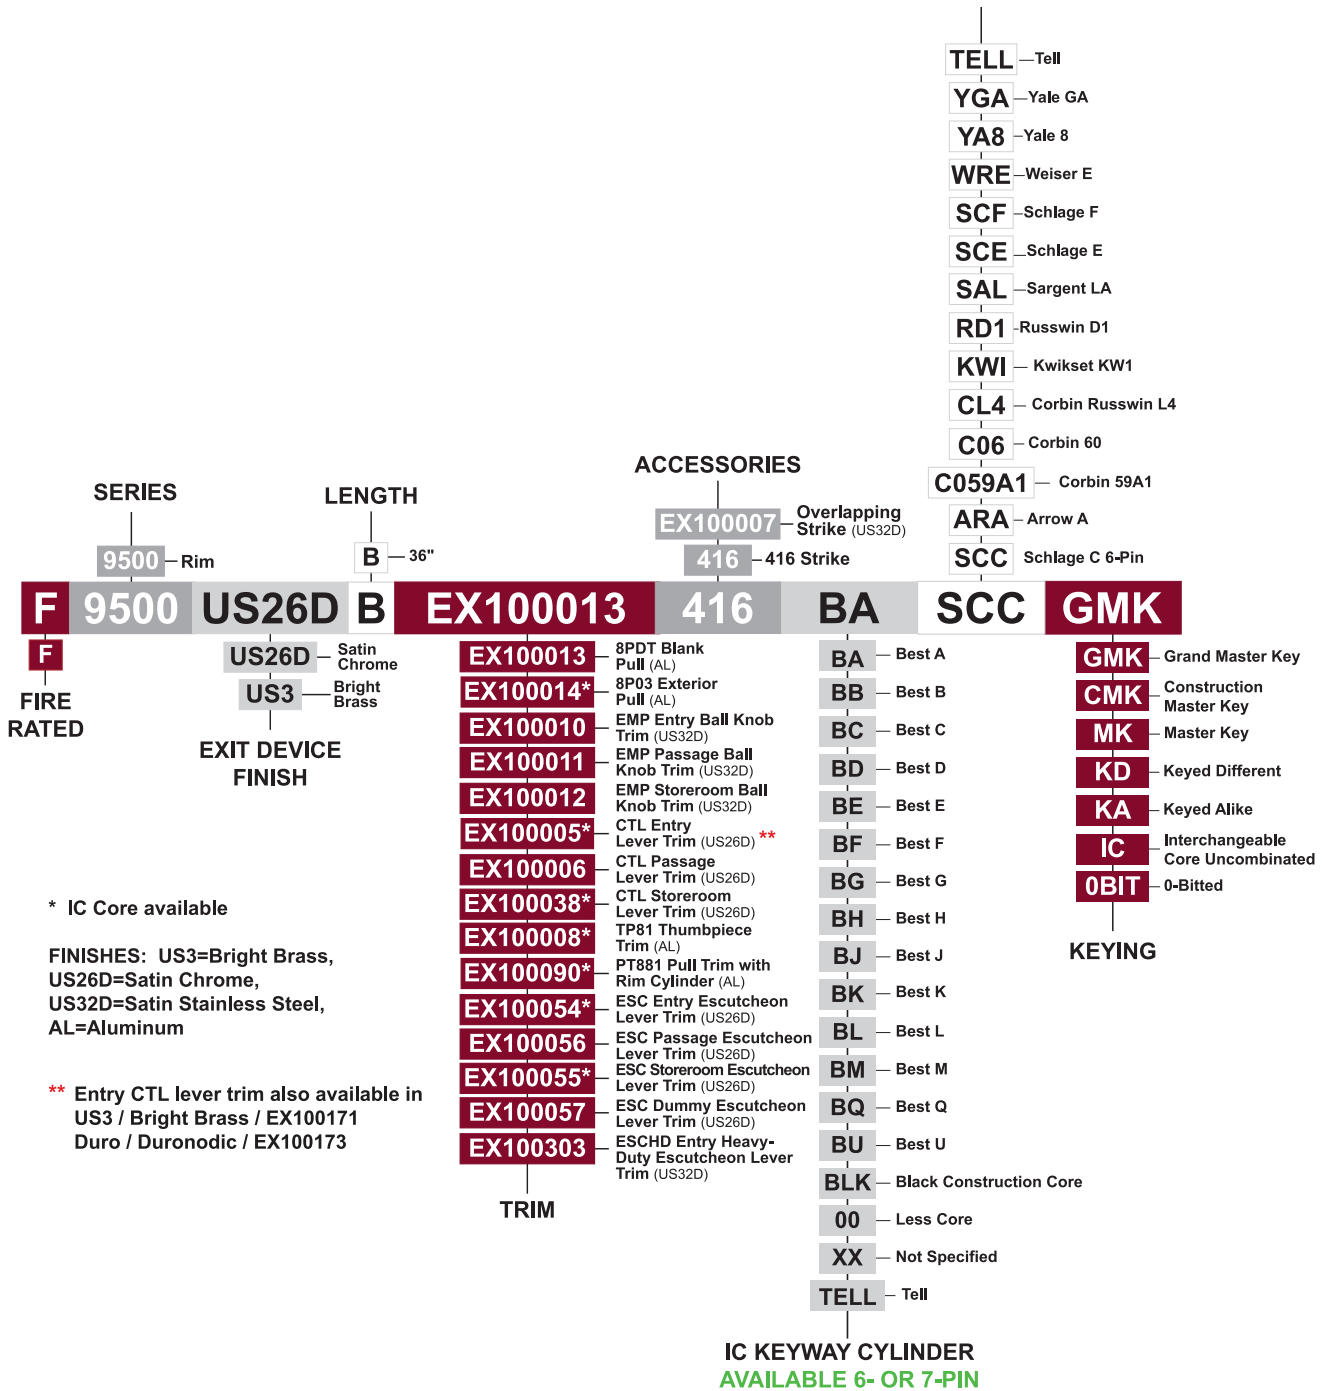 TELL Tell
YGA Yale GA
YA8 Yale 8
WRE Weiser E
SCF Schlage F
SCE Schlage E
SAL Sargent LA
RD1 Russwin D1
KWI Kwikset KW1
CL4 Corbin Russwin L4
C06 Corbin 60
C059A1 Corbin 59A1
ARA Arrow A
SCC Schlage C 6-Pin
ACCESSORIES
EX100007 Overlapping
Strike (US32D)
416 416 Strike
SERIES
9500 Rim
LENGTH
B 36"
F 9500 US26D B EX100013 416 BA SCC GMK
F
FIRE
RATED
US26D Satin
Chrome
US3 Bright
Brass
EXIT DEVICE
FINISH
EX100013 8PDT Blank
Pull (AL)
EX100014* 8P03 Exterior
Pull (AL)
EX100010 EMP Entry Ball Knob
Trim (US32D)
EX100011 EMP Passage Ball
Knob Trim (US32D)
EX100012 EMP Storeroom Ball
Knob Trim (US32D)
EX100005* CTL Entry
Lever Trim (US26D) **
EX100006 CTL Passage
Lever Trim (US26D)
EX100038* CTL Storeroom
Lever Trim (US26D)
EX100008* TP81 Thumbpiece
Trim (AL)
EX100090* PT881 Pull Trim with
Rim Cylinder (AL)
EX100054* ESC Entry Escutcheon
Lever Trim (US26D)
EX100056 ESC Passage Escutcheon
Lever Trim (US26D)
EX100055* ESC Storeroom Escutcheon
Lever Trim (US26D)
EX100057 ESC Dummy Escutcheon
Lever Trim (US26D)
EX100303 ESCHD Entry Heavy-
Duty Escutcheon Lever
Trim (US32D)
TRIM
BA Best A
BB Best B
BC Best C
BD Best D
BE Best E
BF Best F
BG Best G
BH Best H
BJ Best J
BK Best K
BL Best L
BM Best M
BQ Best Q
BU Best U
BLK Black Construction Core
00 Less Core
XX Not Specified
TELL Tell
IC KEYWAY CYLINDER
AVAILABLE 6- OR 7-PIN
GMK Grand Master Key
CMK Construction
Master Key
MK Master Key
KD Keyed Different
KA Keyed Alike
IC Interchangeable
Core Uncombinated
0BIT 0-Bitted
KEYING
* IC Core available
FINISHES: US3=Bright Brass,
US26D=Satin Chrome,
US32D=Satin Stainless Steel,
AL=Aluminum
** Entry CTL lever trim also available in
US3 / Bright Brass / EX100171
Duro / Duronodic / EX100173